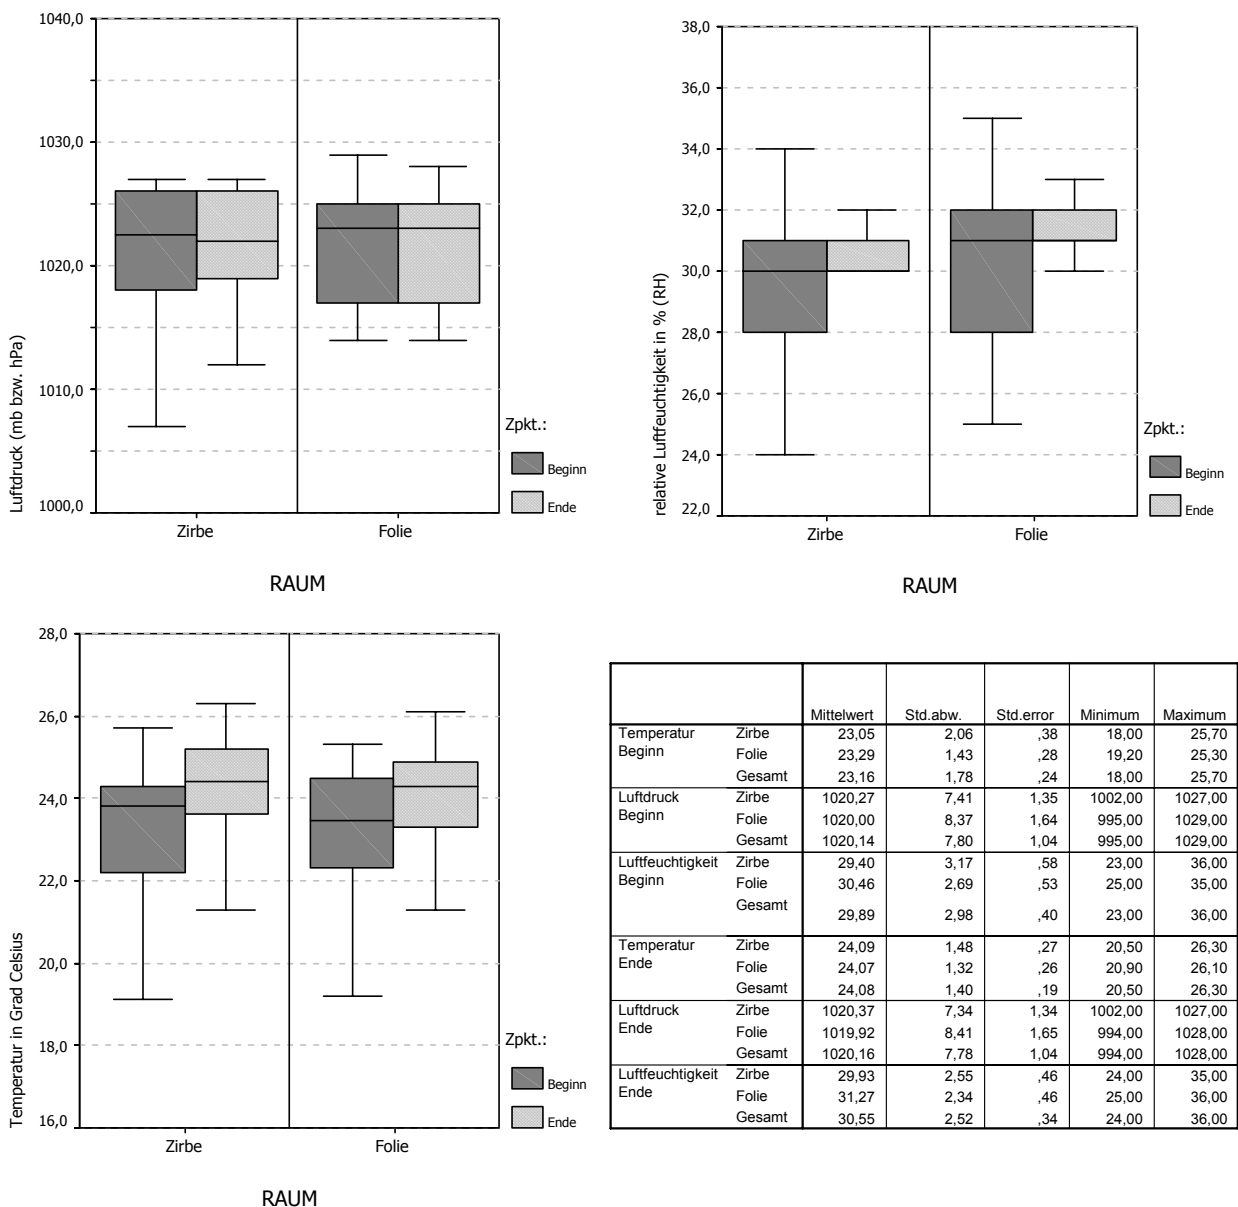 1040,0
1030,0
1020,0
1010,0
1000,0
Luftdruck (mb bzw. hPa)
Zirbe Folie
RAUM
Zpkt.:
Beginn
Ende
38,0
36,0
34,0
32,0
30,0
28,0
26,0
24,0
22,0
relative Luftfeuchtigkeit in % (RH)
Zirbe Folie
RAUM
Zpkt.:
Beginn
Ende
28,0
26,0
24,0
22,0
20,0
18,0
16,0
Temperatur in Grad Celsius
Zirbe Folie
RAUM
Zpkt.:
Beginn
Ende
Mittelwert Std.abw. Std.error Minimum Maximum
Temperatur Zirbe 23,05 2,06 ,38 18,00 25,70
Beginn Folie 23,29 1,43 ,28 19,20 25,30
Gesamt 23,16 1,78 ,24 18,00 25,70
Luftdruck Zirbe 1020,27 7,41 1,35 1002,00 1027,00
Beginn Folie 1020,00 8,37 1,64 995,00 1029,00
Gesamt 1020,14 7,80 1,04 995,00 1029,00
Luftfeuchtigkeit Zirbe 29,40 3,17 ,58 23,00 36,00
Beginn Folie 30,46 2,69 ,53 25,00 35,00
Gesamt 29,89 2,98 ,40 23,00 36,00
Temperatur Zirbe 24,09 1,48 ,27 20,50 26,30
Ende Folie 24,07 1,32 ,26 20,90 26,10
Gesamt 24,08 1,40 ,19 20,50 26,30
Luftdruck Zirbe 1020,37 7,34 1,34 1002,00 1027,00
Ende Folie 1019,92 8,41 1,65 994,00 1028,00
Gesamt 1020,16 7,78 1,04 994,00 1028,00
Luftfeuchtigkeit Zirbe 29,93 2,55 ,46 24,00 35,00
Ende Folie 31,27 2,34 ,46 25,00 36,00
Gesamt 30,55 2,52 ,34 24,00 36,00